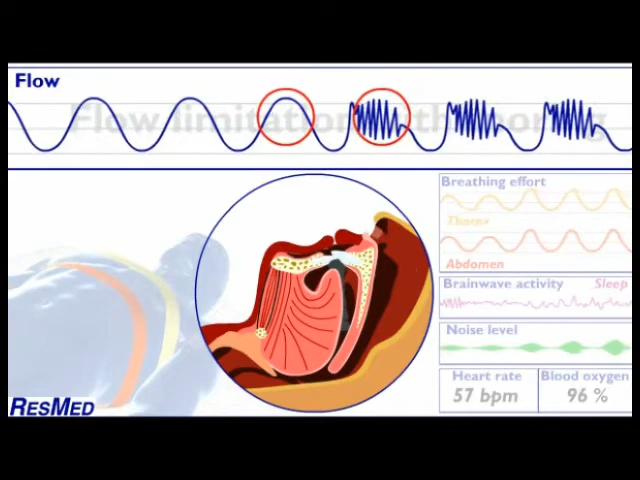 Flow
Flow limitation with snoring
Breathing effort
Thorax
Abdomen
Brainwave activity Sleep
Noise level
Heart rate Blood oxygen
57 bpm 96 %
RESMED